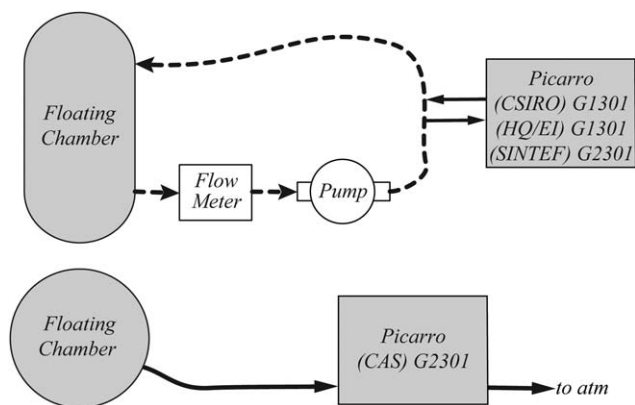 Floating
Chamber
Flow
Meter
Pump
Picarro
(CSIRO) G1301
(HQ/EI) G1301
(SINTEF) G2301
Floating
Chamber
Picarro
(CAS) G2301
to atm